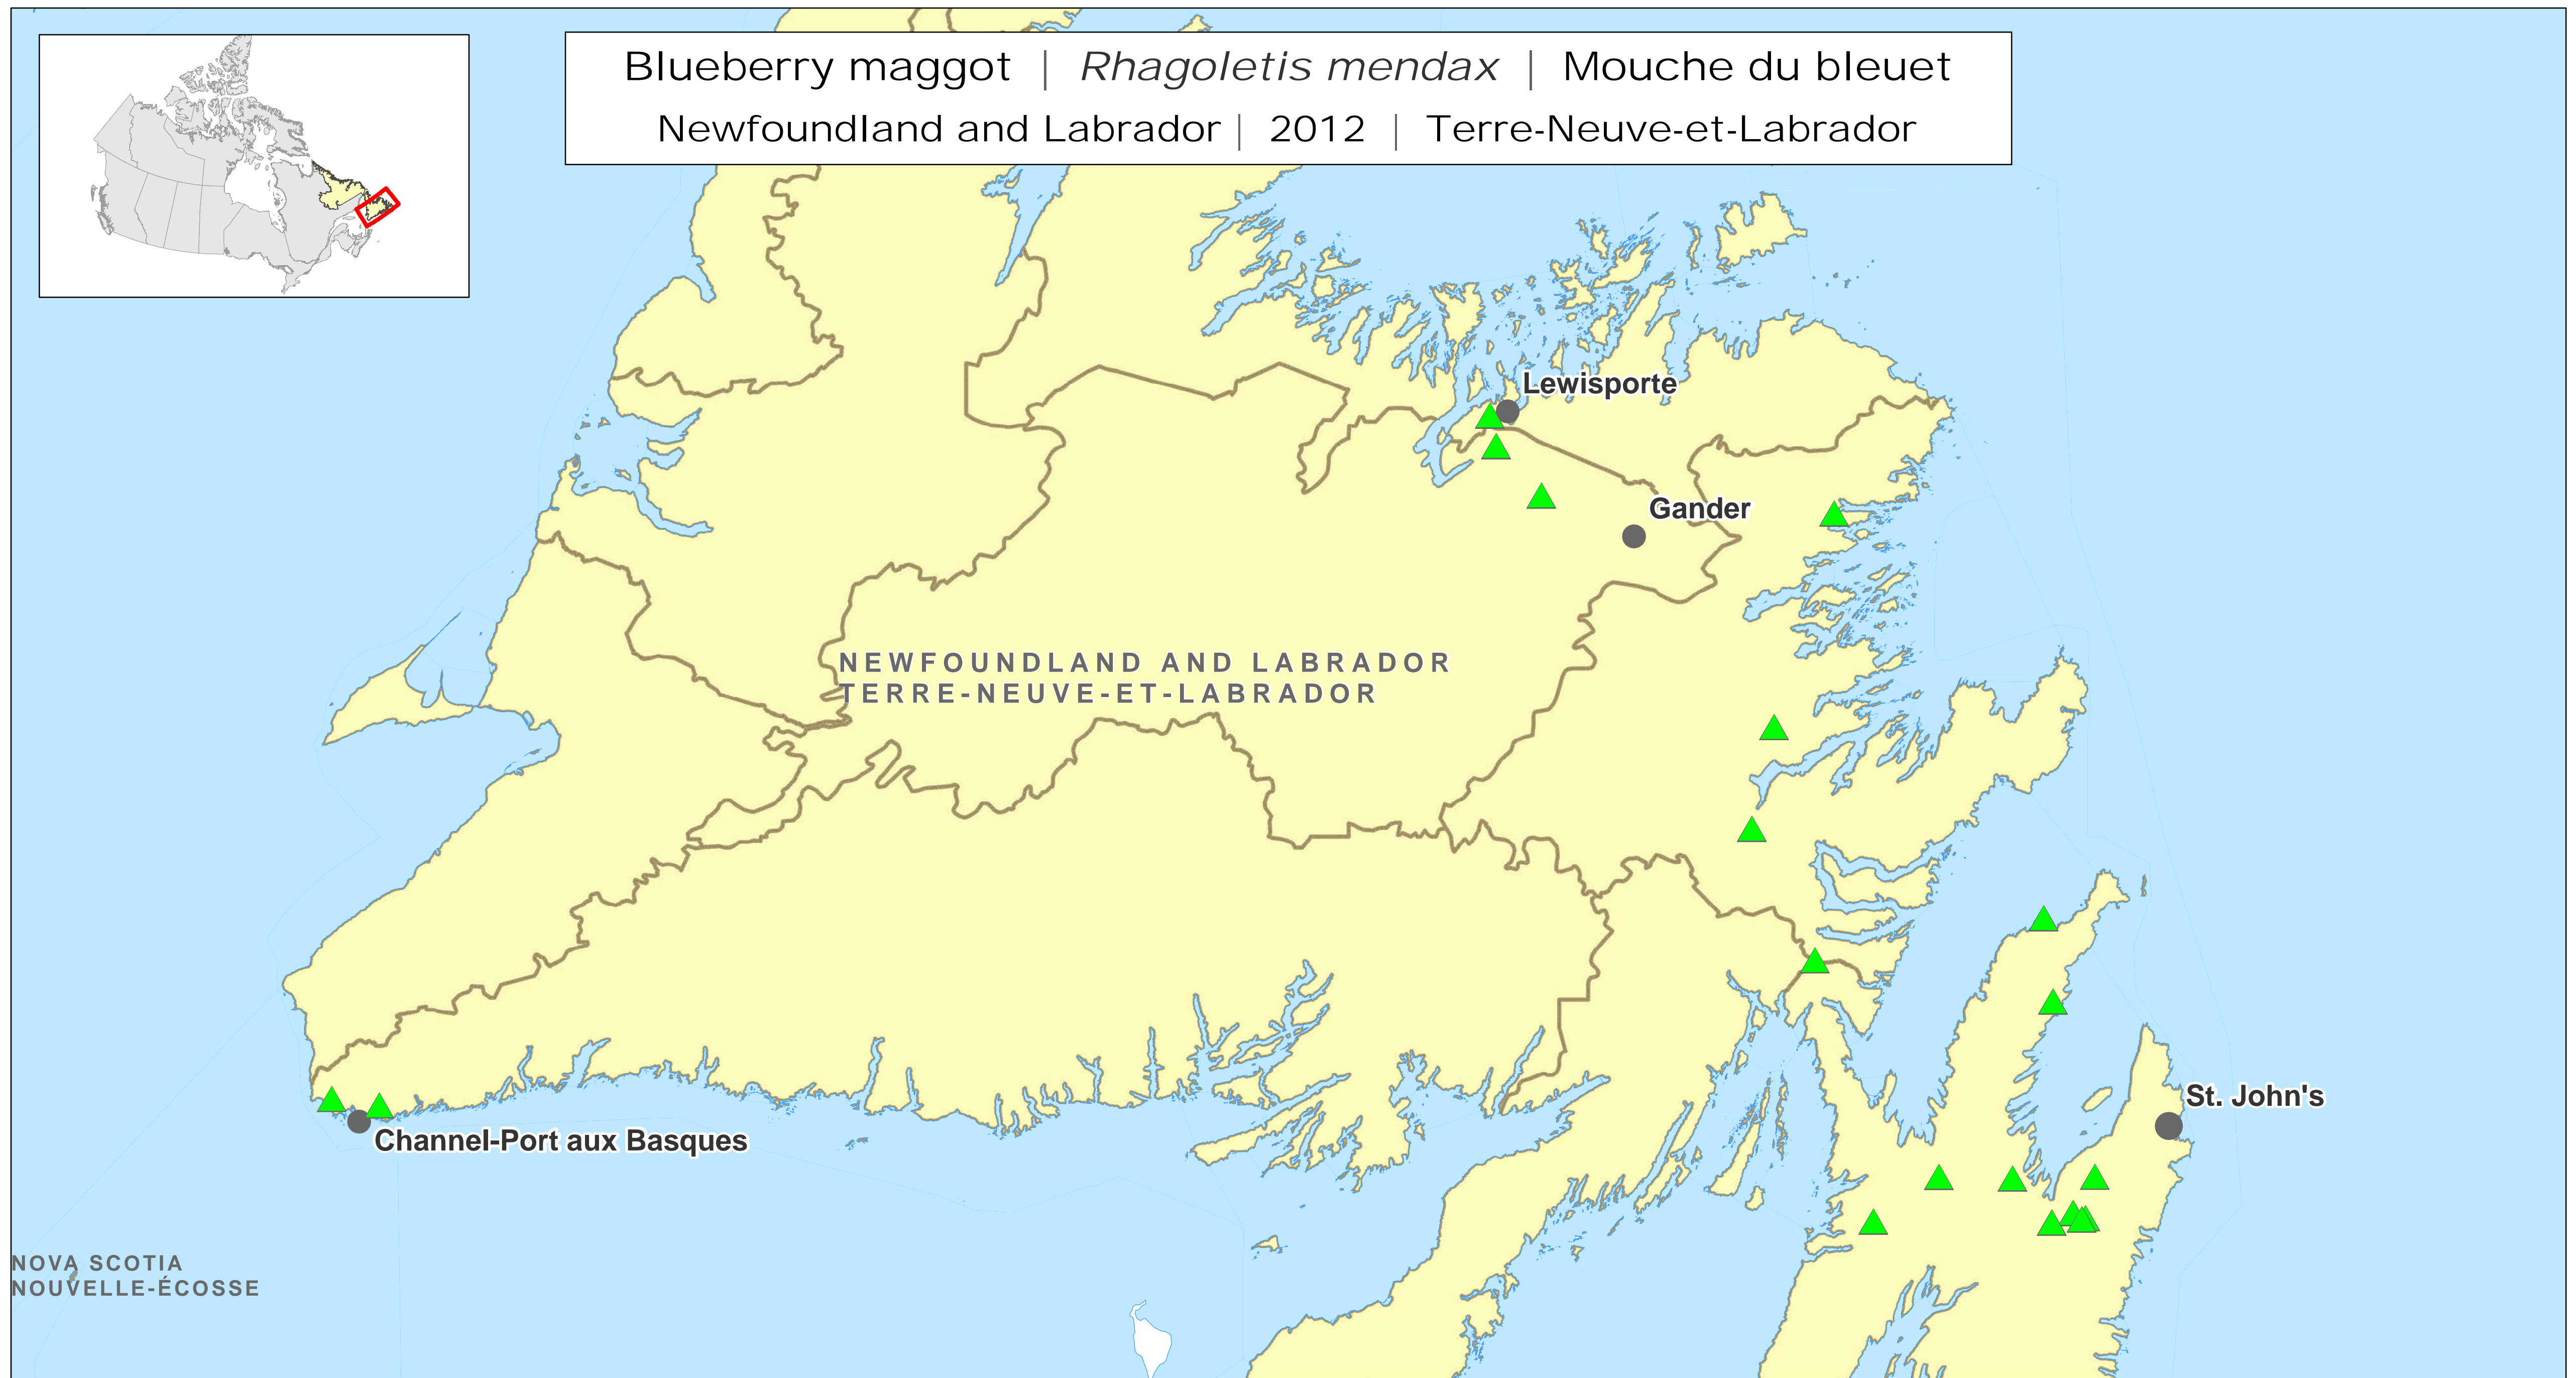 Blueberry maggot | Rhagoletis mendax | Mouche du bleuet
Newfoundland and Labrador | 2012 | Terre-Neuve-et-Labrador
Lewisporte
Gander
NEWFOUNDLAND AND LABRADOR
TERRE-NEUVE-ET-LABRADOR
St. John's
Channel-Port aux Basques
NOVA SCOTIA
NOUVELLE-ÉCOSSE